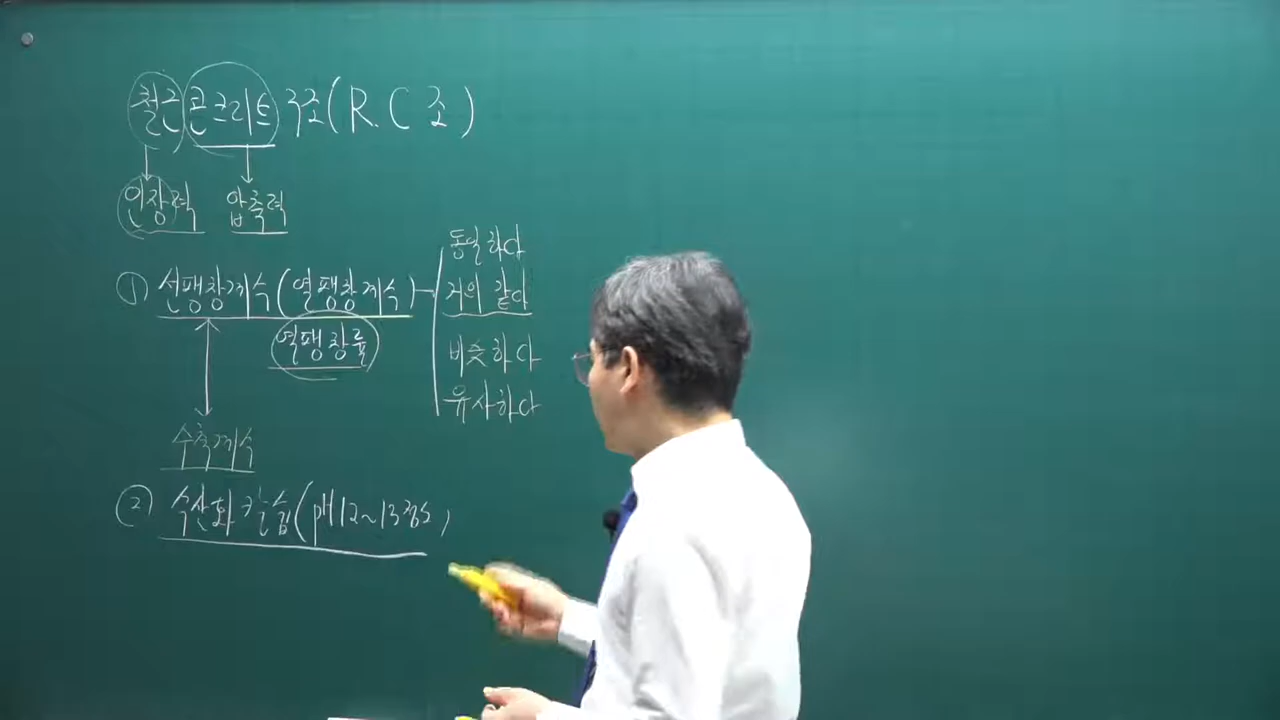 철근콘크리트 구조(R.C조)
인장력 압축력
① 선팽창계수(열팽창계수)
열팽창률
동일하다
거의 같다
비슷하다
유사하다
수축계수
② 수산화칼슘(pH12~13정도)